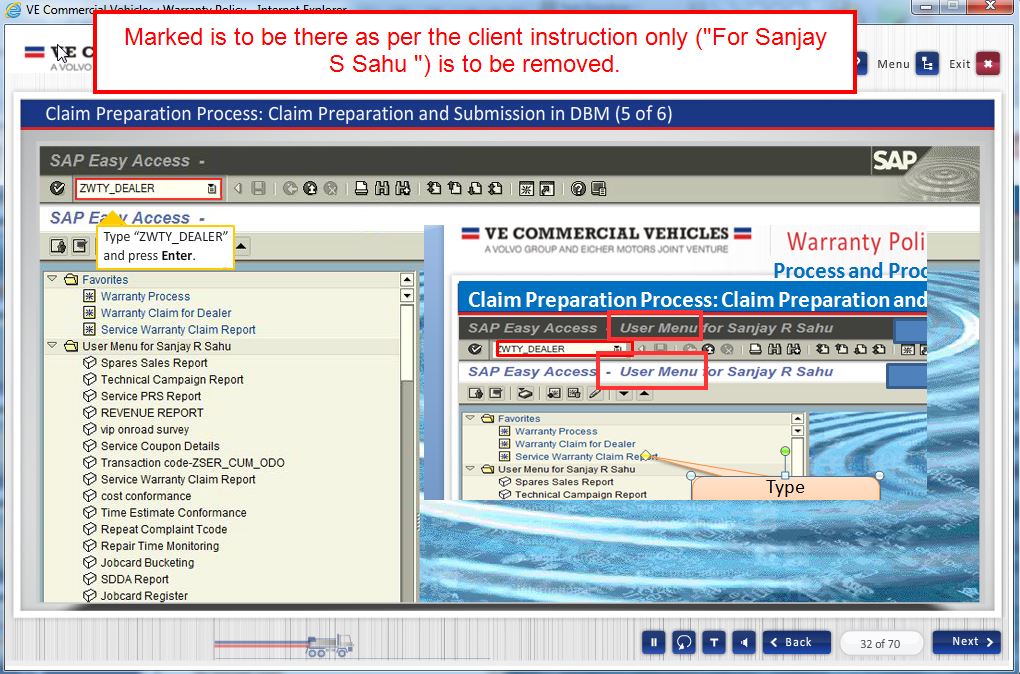 VE Commercial Vehicles : Warranty Policy - Internet Explorer
Marked is to be there as per the client instruction only ("For Sanjay
S Sahu ") is to be removed.
VE C
A VOLVO
?
Menu
Exit
Claim Preparation Process: Claim Preparation and Submission in DBM (5 of 6)
SAP Easy Access -
SAP
ZWTY_DEALER
SAP Easy Access -
Type “ZWTY_DEALER”
and press Enter.
Favorites
Warranty Process
Warranty Claim for Dealer
Service Warranty Claim Report
User Menu for Sanjay R Sahu
Spares Sales Report
Technical Campaign Report
Service PRS Report
REVENUE REPORT
vip onroad survey
Service Coupon Details
Transaction code-ZSER_CUM_ODO
Service Warranty Claim Report
cost conformance
Time Estimate Conformance
Repeat Complaint Tcode
Repair Time Monitoring
Jobcard Bucketing
SDDA Report
Jobcard Register
VE COMMERCIAL VEHICLES
A VOLVO GROUP AND EICHER MOTORS JOINT VENTURE
Warranty Poli
Process and Proc
Claim Preparation Process: Claim Preparation and
SAP Easy Access - User Menu for Sanjay R Sahu
ZWTY_DEALER
SAP Easy Access - User Menu for Sanjay R Sahu
Favorites
Warranty Process
Warranty Claim for Dealer
Service Warranty Claim Report
User Menu for Sanjay R Sahu
Spares Sales Report
Technical Campaign Report
Type
T
Back
32 of 70
Next